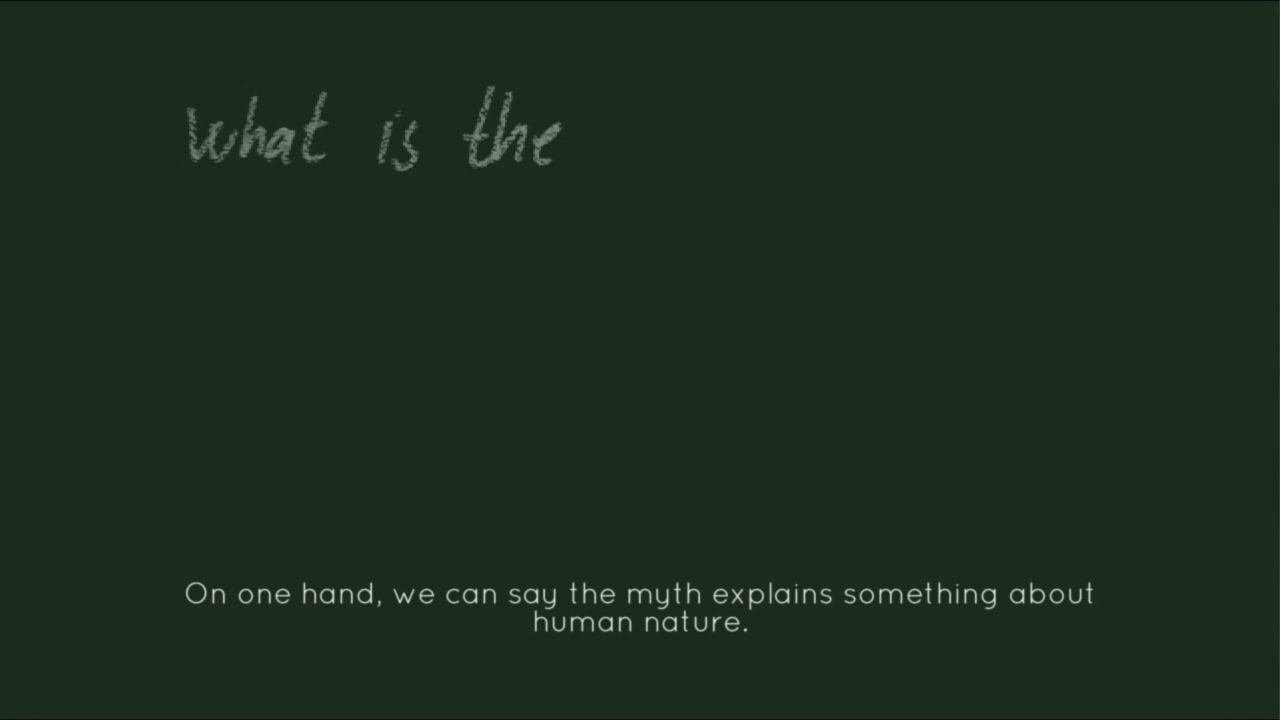 What is the
On one hand, we can say the myth explains something about
human nature.